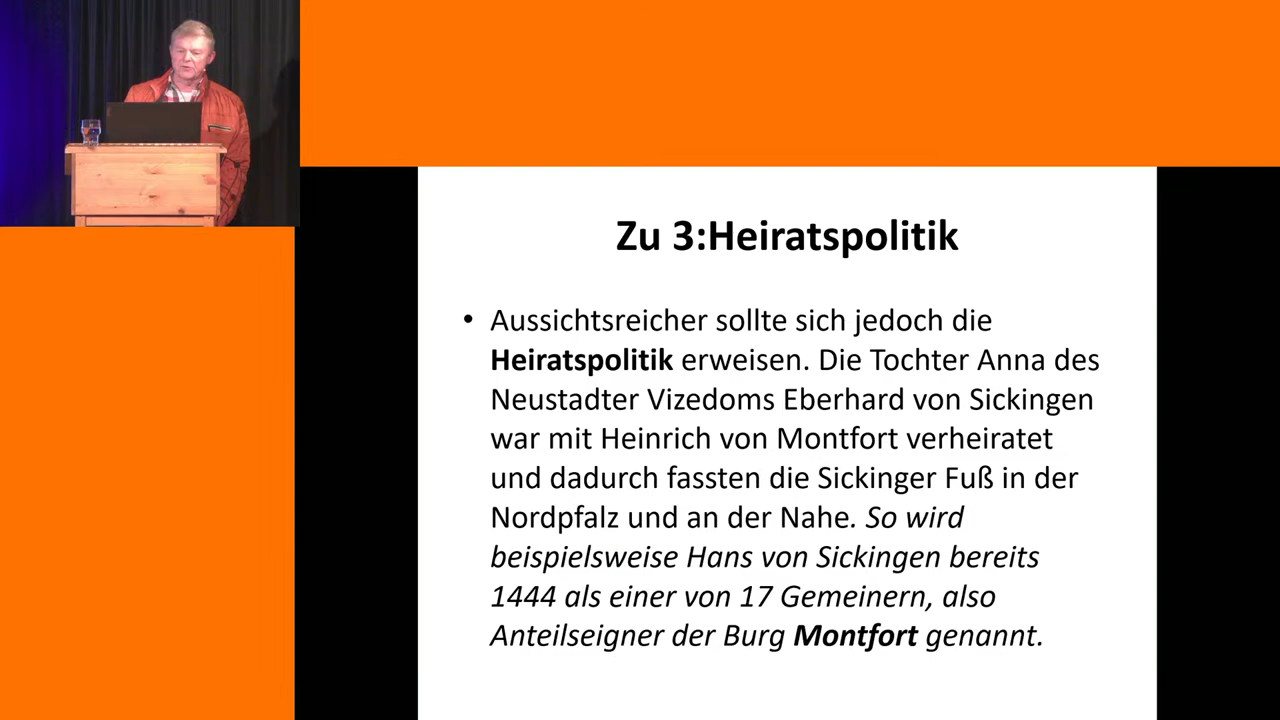 Zu 3:Heiratspolitik
• Aussichtsreicher sollte sich jedoch die
Heiratspolitik erweisen. Die Tochter Anna des
Neustadter Vizedoms Eberhard von Sickingen
war mit Heinrich von Montfort verheiratet
und dadurch fassten die Sickinger Fuß in der
Nordpfalz und an der Nahe. So wird
beispielsweise Hans von Sickingen bereits
1444 als einer von 17 Gemeinern, also
Anteilseigner der Burg Montfort genannt.